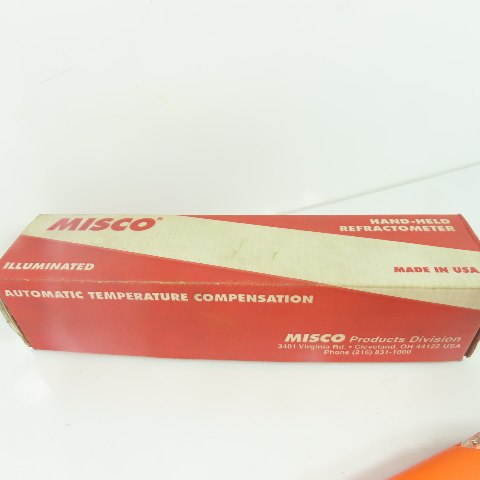 MISCO®
HAND-HELD
REFRACTOMETER
ILLUMINATED
MADE IN USA
AUTOMATIC TEMPERATURE COMPENSATION
MISCO Products Division
3401 Virginia Rd. • Cleveland, OH 44122 USA
Phone (216) 831-1000